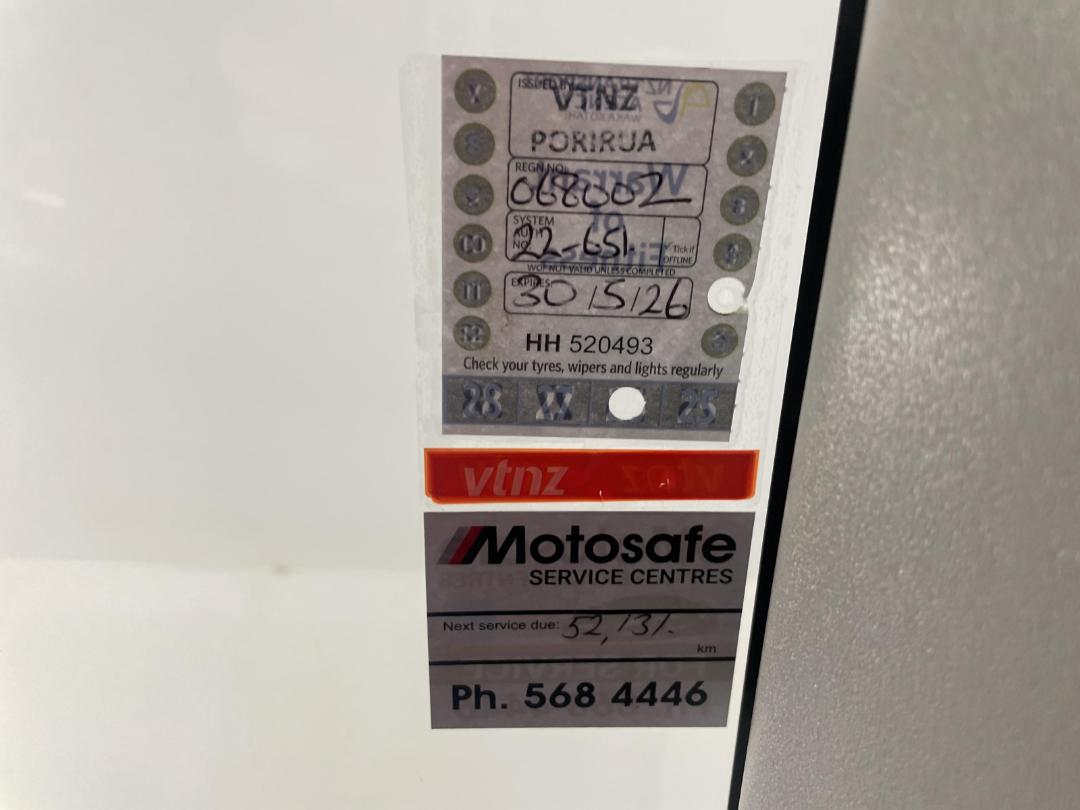 ISSUED BY
VTNZ
PORIRUA
REGN NO:
068002
SYSTEM
AUTH
NO.
22-651.
Tick if
OFFLINE
WOF NOT VALID UNLESS COMPLETED
EXPIRES:
30/5/26
HH 520493
Check your tyres, wipers and lights regularly
vtnz
Motosafe
SERVICE CENTRES
Next service due: 52,131.
km
Ph. 568 4446